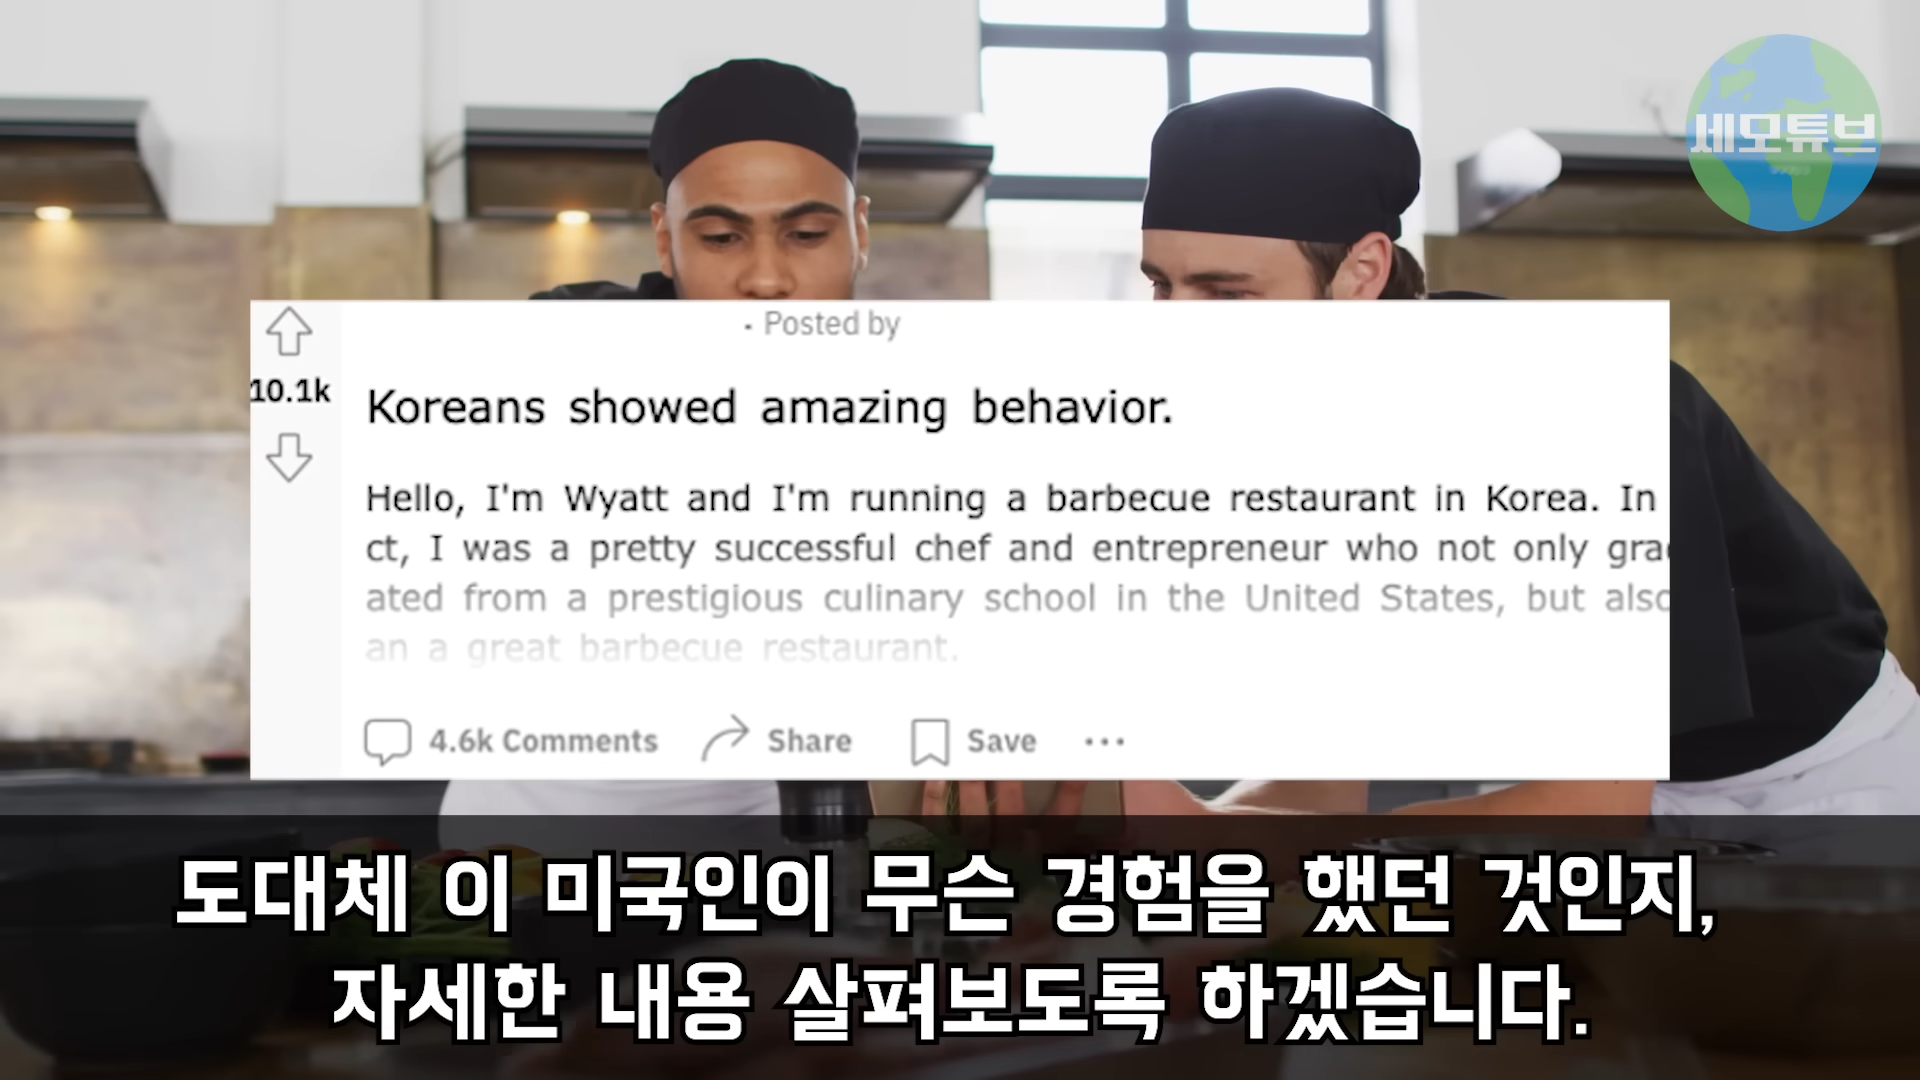 세모튜브
· Posted by
10.1k
Koreans showed amazing behavior.
Hello, I'm Wyatt and I'm running a barbecue restaurant in Korea. In
ct, I was a pretty successful chef and entrepreneur who not only gra
ated from a prestigious culinary school in the United States, but also
an a great barbecue restaurant.
4.6k Comments Share Save ...
도대체 이 미국인이 무슨 경험을 했던 것인지,
자세한 내용 살펴보도록 하겠습니다.